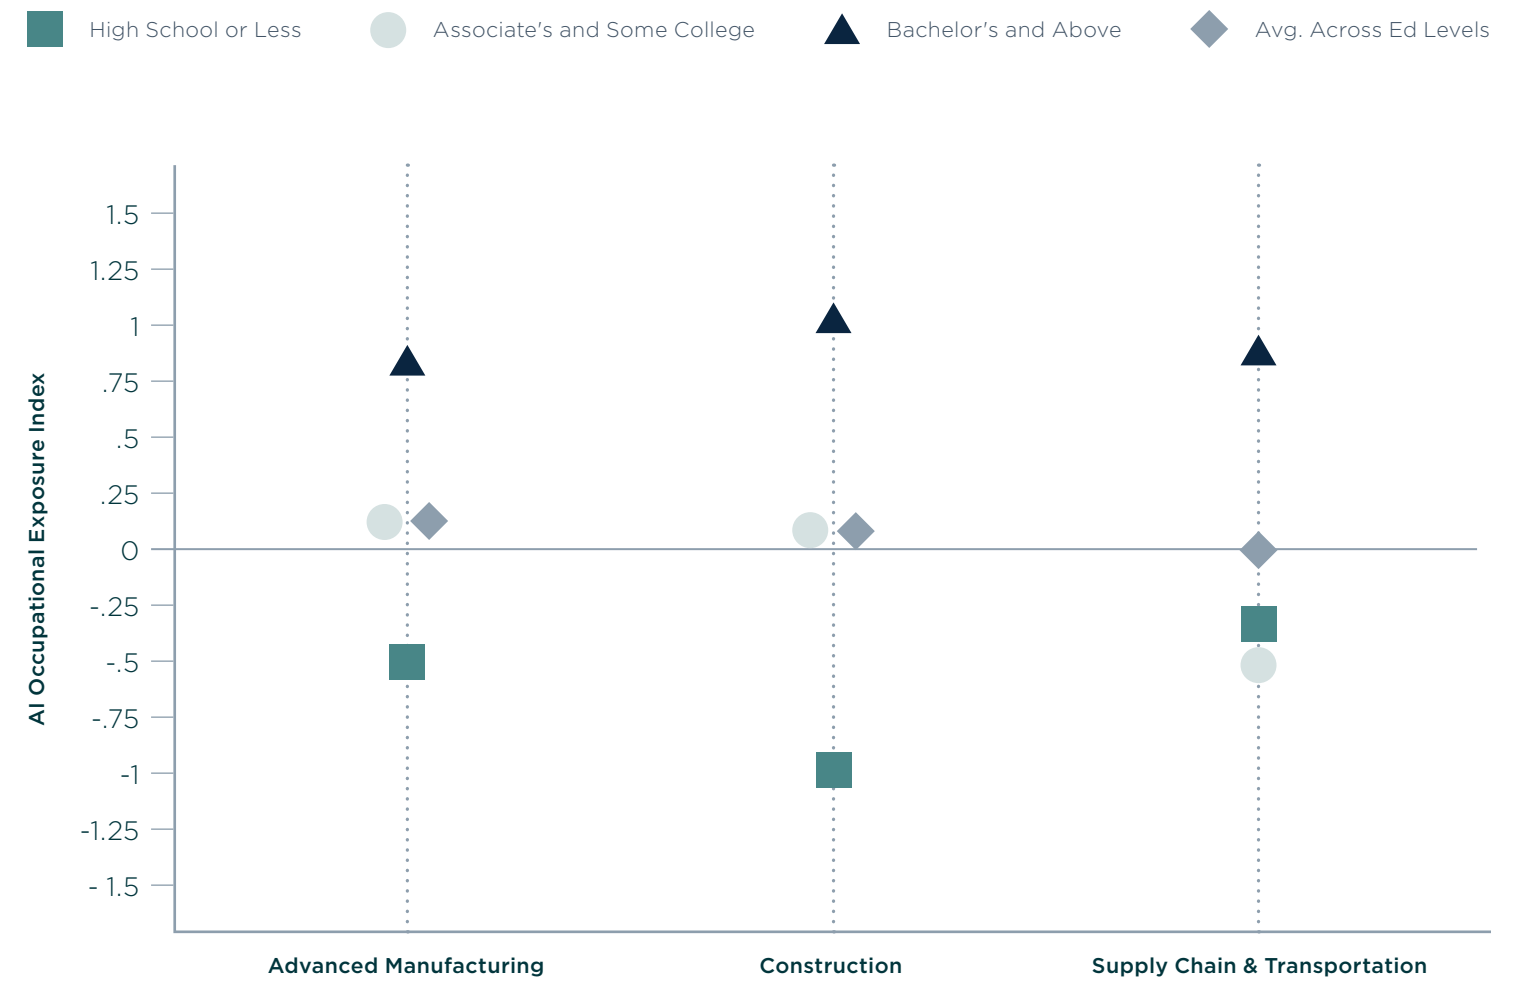 High School or Less
Associate's and Some College
Bachelor's and Above
Avg. Across Ed Levels
AI Occupational Exposure Index
1.5
1.25
1
.75
.5
.25
0
-.25
-.5
-.75
-1
-1.25
- 1.5
Advanced Manufacturing
Construction
Supply Chain & Transportation